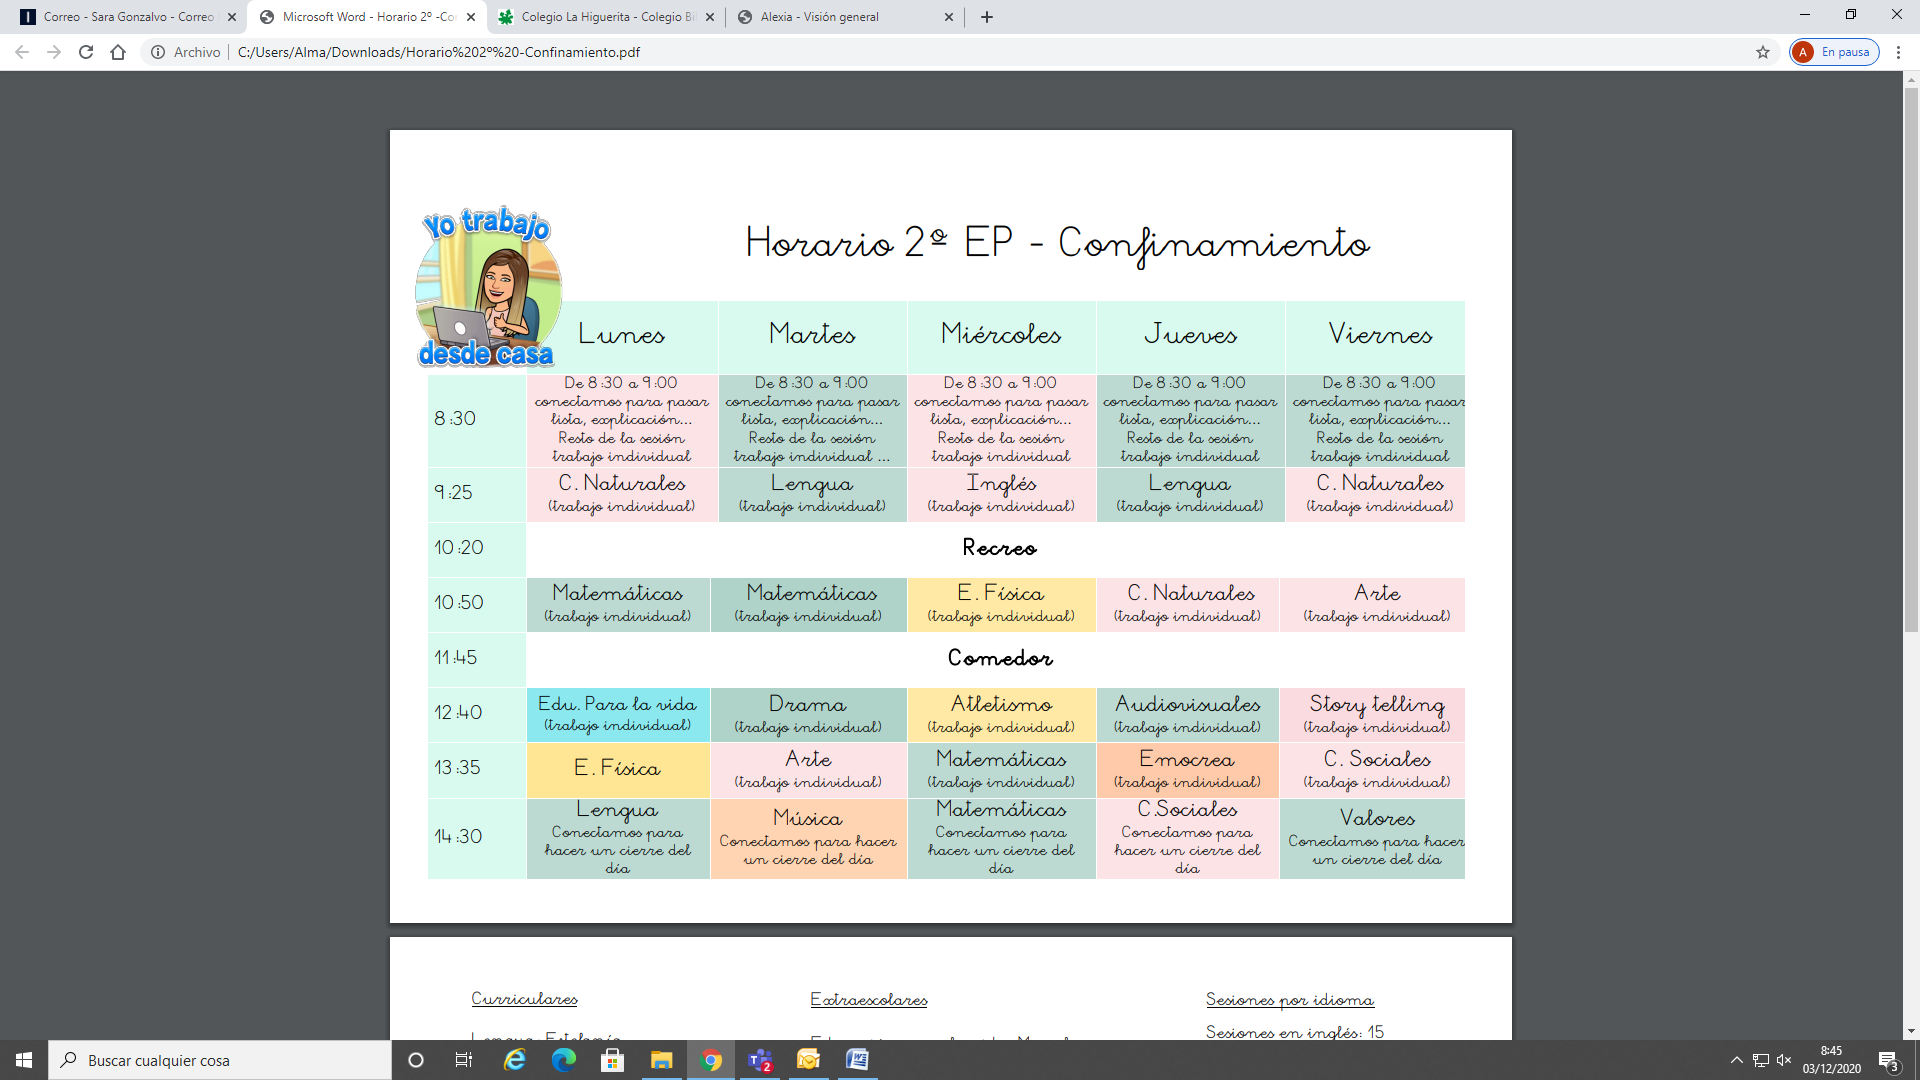 Correo - Sara Gonzalvo - Correo
Microsoft Word - Horario 2º -Co
Colegio La Higuerita - Colegio Bi
Alexia - Visión general
Archivo
C:/Users/Alma/Downloads/Horario%202º%20-Confinamiento.pdf
A
En pausa
Yo trabajo
desde casa
Horario 2º EP - Confinamiento
Lunes Martes Miércoles Jueves Viernes
8:30
De 8:30 a 9:00
conectamos para pasar
lista, explicación...
Resto de la sesión
trabajo individual
De 8:30 a 9:00
conectamos para pasar
lista, explicación...
Resto de la sesión
trabajo individual ...
De 8:30 a 9:00
conectamos para pasar
lista, explicación...
Resto de la sesión
trabajo individual
De 8:30 a 9:00
conectamos para pasar
lista, explicación...
Resto de la sesión
trabajo individual
De 8:30 a 9:00
conectamos para pasar
lista, explicación...
Resto de la sesión
trabajo individual
9:25
C. Naturales
(trabajo individual)
Lengua
(trabajo individual)
Inglés
(trabajo individual)
Lengua
(trabajo individual)
C. Naturales
(trabajo individual)
10:20
Recreo
10:50
Matemáticas
(trabajo individual)
Matemáticas
(trabajo individual)
E. Física
(trabajo individual)
C. Naturales
(trabajo individual)
Arte
(trabajo individual)
11:45
Comedor
12:40
Edu. Para la vida
(trabajo individual)
Drama
(trabajo individual)
Atletismo
(trabajo individual)
Audiovisuales
(trabajo individual)
Story telling
(trabajo individual)
13:35
E. Física
Arte
(trabajo individual)
Matemáticas
(trabajo individual)
Emocrea
(trabajo individual)
C. Sociales
(trabajo individual)
14:30
Lengua
Conectamos para
hacer un cierre del
día
Música
Conectamos para hacer
un cierre del día
Matemáticas
Conectamos para
hacer un cierre del
día
C.Sociales
Conectamos para
hacer un cierre del
día
Valores
Conectamos para hacer
un cierre del día
Curriculares
Extraescolares
Sesiones por idioma
Lengua: Estefanía
Sesiones en inglés: 15
Buscar cualquier cosa
2
8:45
03/12/2020
3